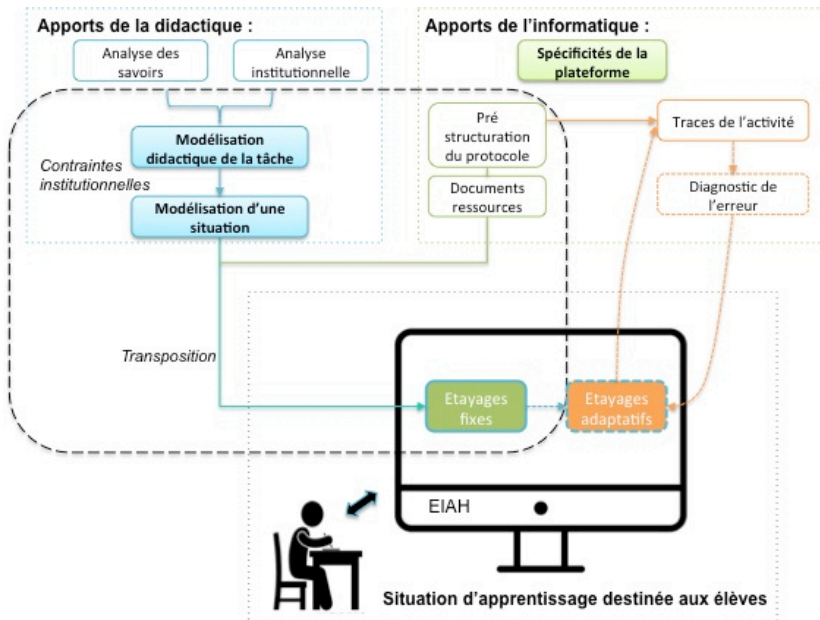 Apports de la didactique :
Analyse des
savoirs
Analyse
institutionnelle
Modélisation
didactique de la tâche
Contraintes
institutionnelles
Modélisation d'une
situation
Transposition
Apports de l'informatique :
Spécificités de la
plateforme
Pré
structuration
du protocole
Documents
ressources
Traces de l'activité
Diagnostic de
l'erreur
Etayages
fixes
Etayages
adaptatifs
EIAH
Situation d'apprentissage destinée aux élèves